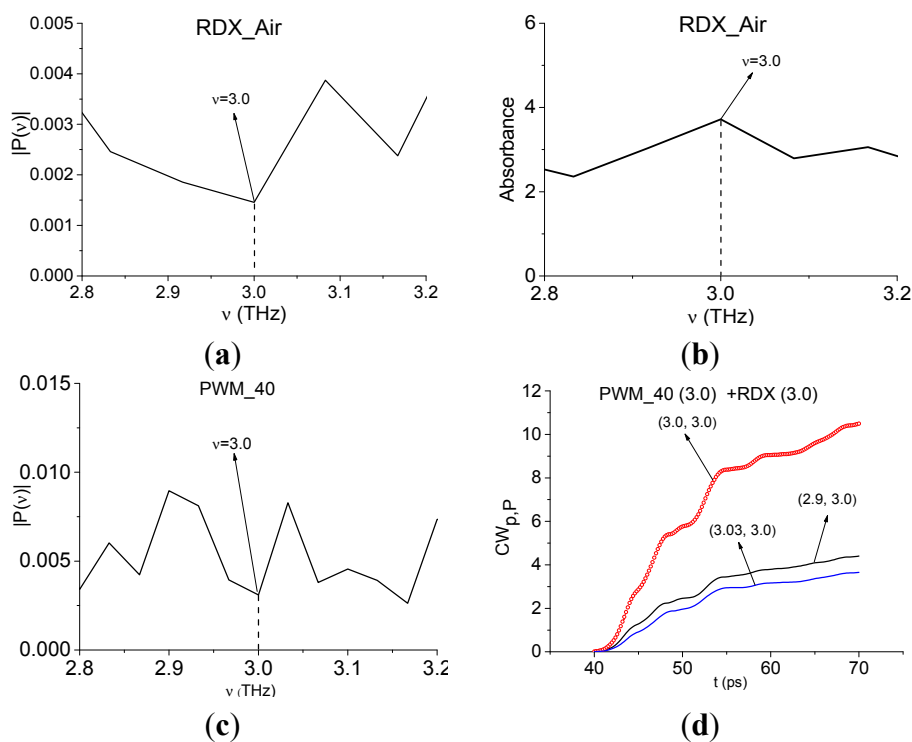 RDX_Air
|P(ν)|
0.005
0.004
0.003
0.002
0.001
0.000
ν=3.0
2.8 2.9 3.0 3.1 3.2
ν (THz)
(a)
RDX_Air
Absorbance
6
4
2
0
ν=3.0
2.8 2.9 3.0 3.1 3.2
ν (THz)
(b)
PWM_40
|P(ν)|
0.015
0.010
0.005
0.000
ν=3.0
2.8 2.9 3.0 3.1 3.2
ν (THz)
(c)
PWM_40 (3.0) +RDX (3.0)
CWp,P
12
10
8
6
4
2
0
(3.0, 3.0)
(2.9, 3.0)
(3.03, 3.0)
40 50 60 70
t (ps)
(d)